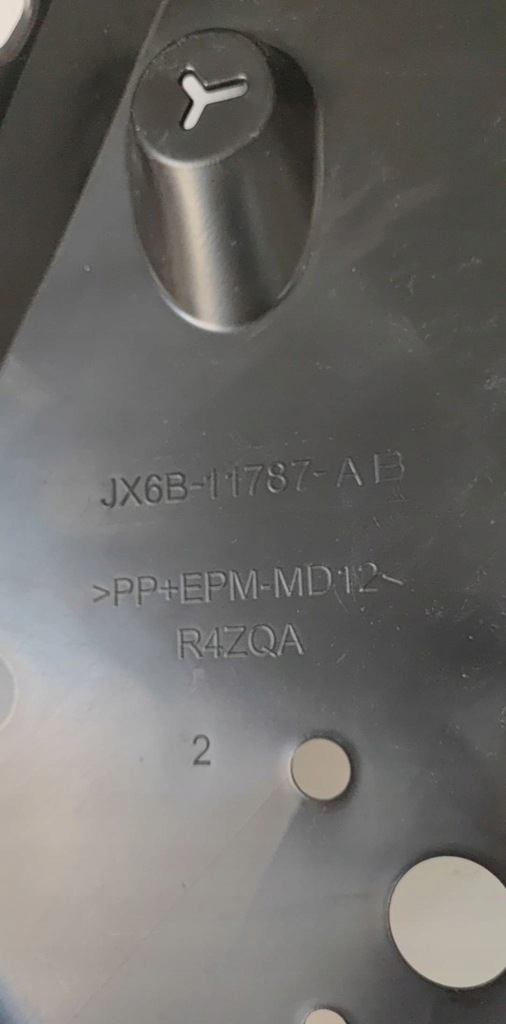 JX6B-11787-AB
>PP+EPM-MD12<
R4ZQA
2